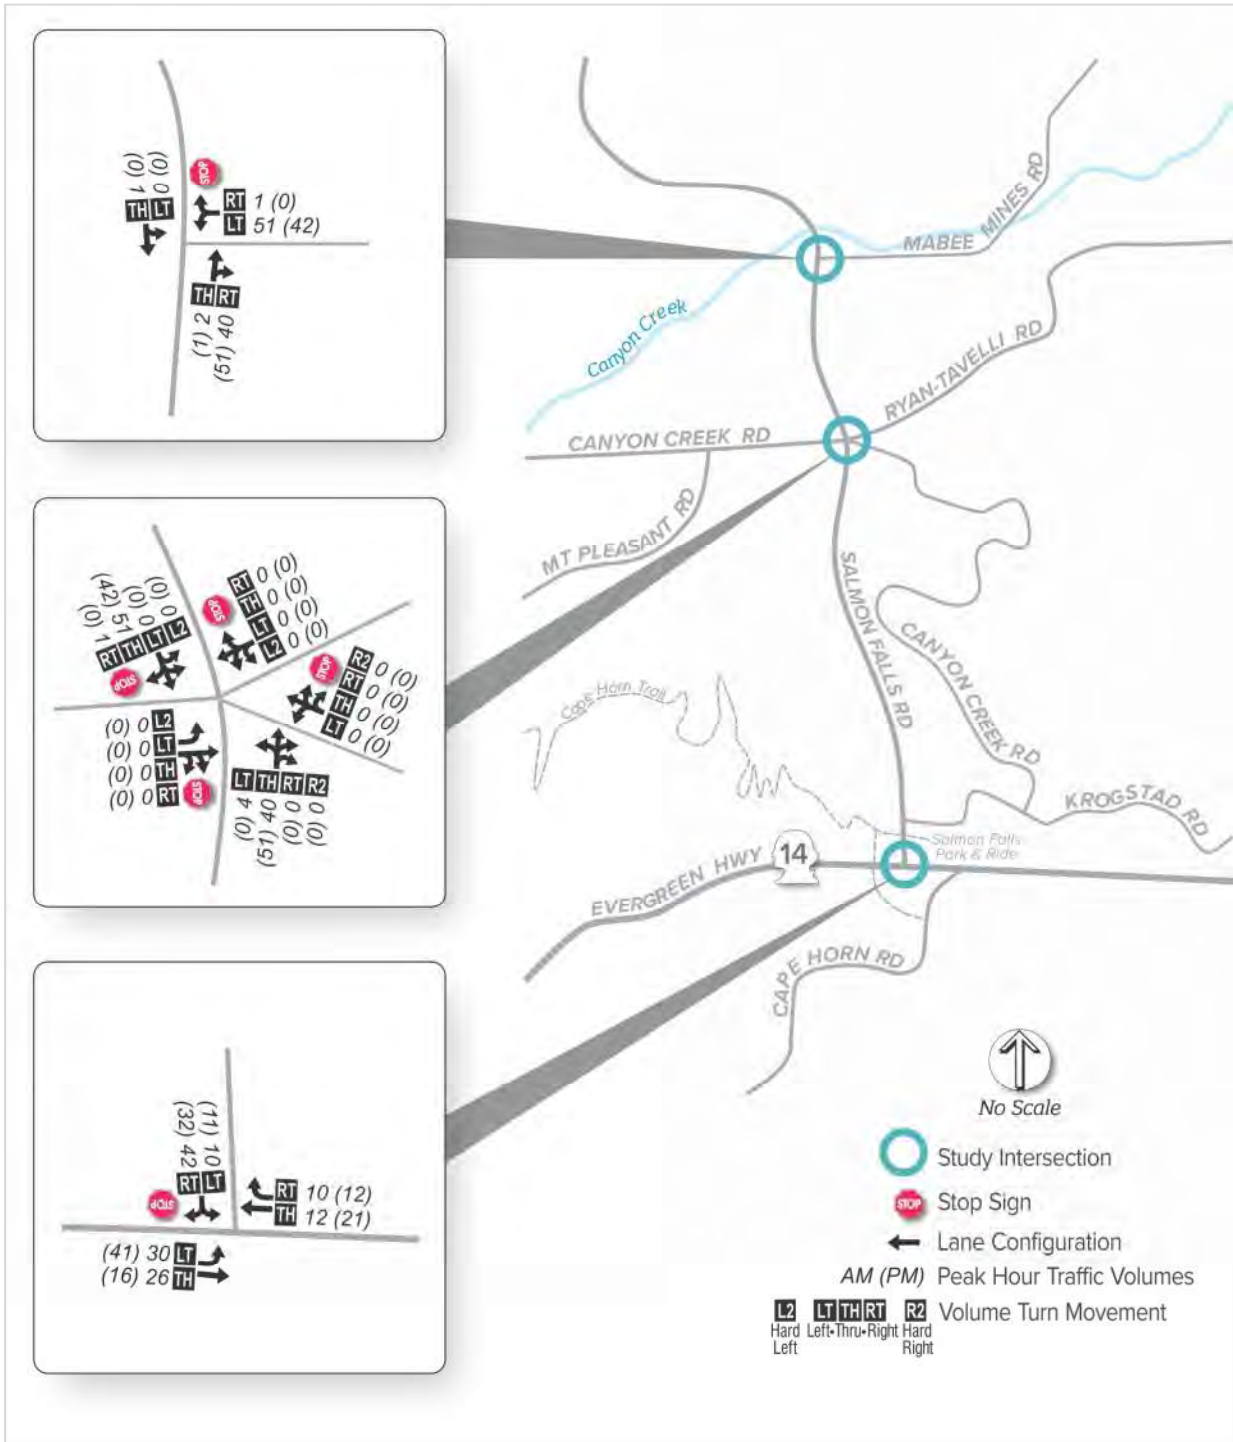 (0) 0
(0) 1
TH LT
STOP
RT 1 (0)
LT 51 (42)
TH RT
(1) 2
(51) 40
MABEE MINES RD
Canyon Creek
RYAN-TAVELLI RD
CANYON CREEK RD
MT PLEASANT RD
(0) 0
(0) 0
(42) 51
(0) 1
RT TH LT L2
STOP
STOP
RT 0 (0)
TH 0 (0)
LT 0 (0)
L2 0 (0)
STOP
R2 0 (0)
RT 0 (0)
TH 0 (0)
LT 0 (0)
(0) 0 L2
(0) 0 LT
(0) 0 TH
(0) 0 RT
STOP
LT TH RT R2
(0) 4
(51) 40
(0) 0
(0) 0
SALMON FALLS RD
CANYON CREEK RD
Cape Horn Trail
KROGSTAD RD
Salmon Falls
Park & Ride
EVERGREEN HWY
14
CAPE HORN RD
(11) 10
(32) 42
RT LT
STOP
RT 10 (12)
TH 12 (21)
(41) 30 LT
(16) 26 TH
No Scale
Study Intersection
STOP Stop Sign
Lane Configuration
AM (PM) Peak Hour Traffic Volumes
L2 LT TH RT R2 Volume Turn Movement
Hard Left•Thru•Right Hard
Left Right